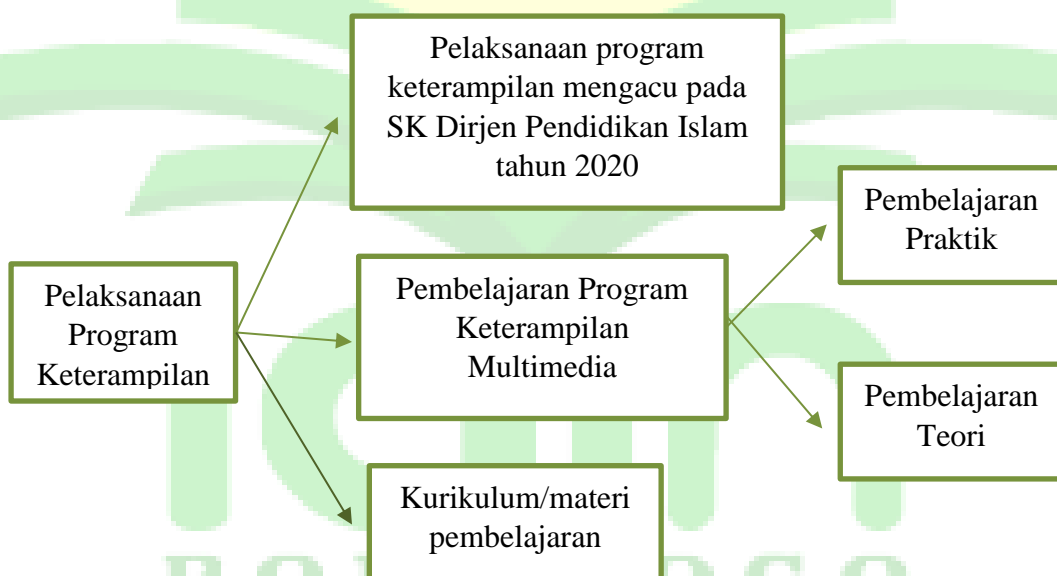 Pelaksanaan program
keterampilan mengacu pada
SK Dirjen Pendidikan Islam
tahun 2020
Pembelajaran
Praktik
Pelaksanaan
Program
Keterampilan
Pembelajaran Program
Keterampilan
Multimedia
Pembelajaran
Teori
Kurikulum/materi
pembelajaran